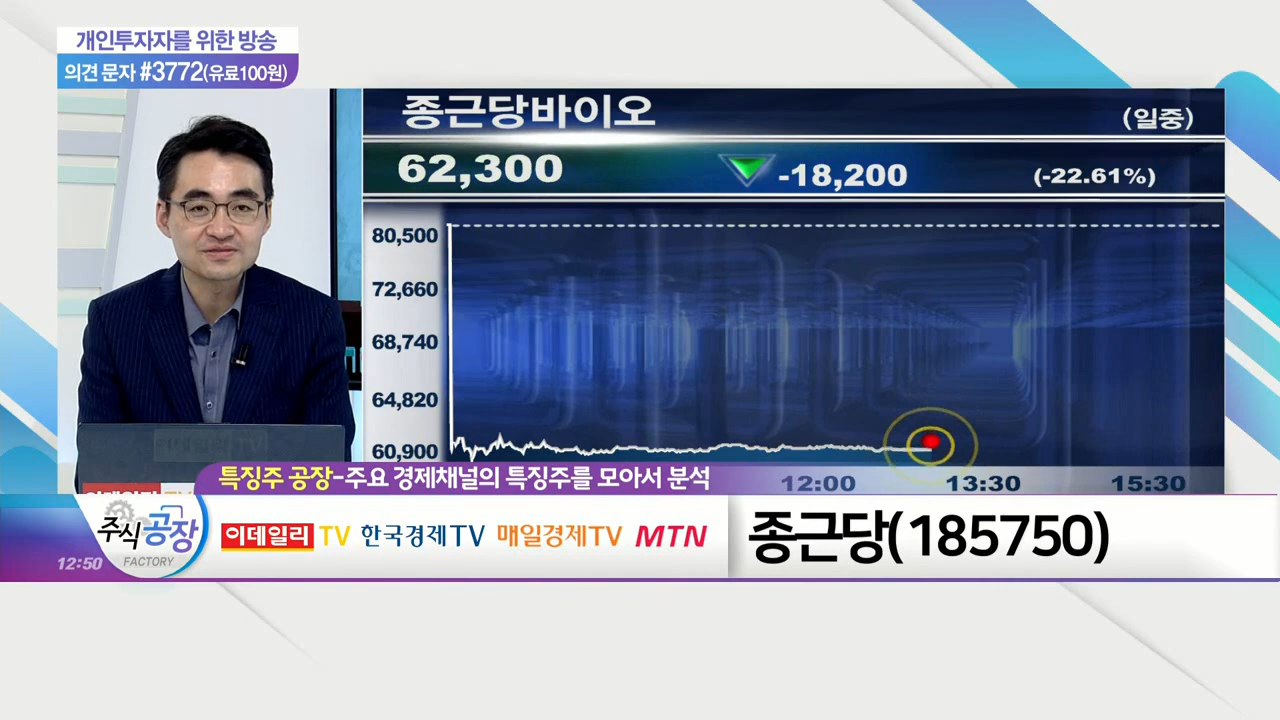 개인투자자를 위한 방송
의견 문자 #3772(유료100원)
종근당바이오
(일중)
62,300 -18,200 (-22.61%)
80,500
72,660
68,740
64,820
60,900
12:00 13:30 15:30
특징주 공장-주요 경제채널의 특징주를 모아서 분석
주식공장
FACTORY
12:50
이데일리 TV 한국경제TV 매일경제TV MTN
종근당(185750)